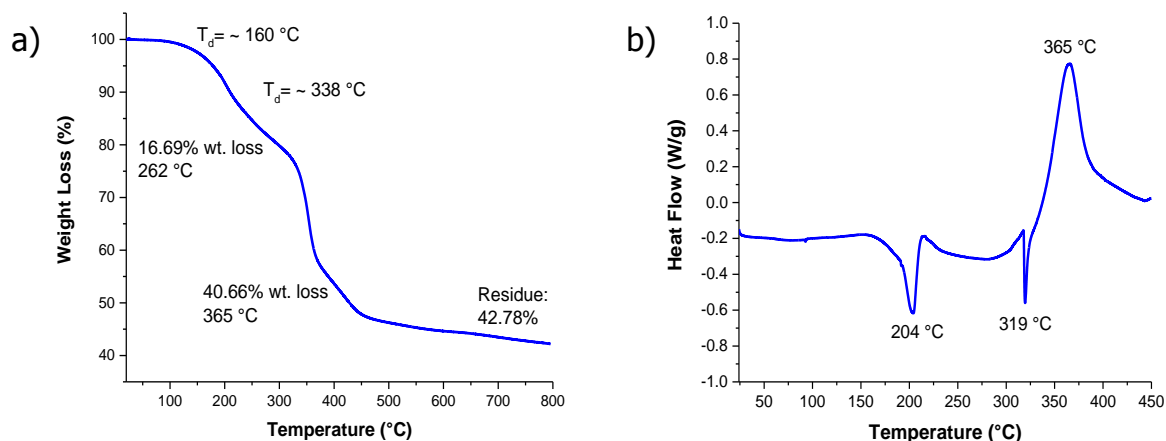 a)
T_d= ~ 160 °C
T_d= ~ 338 °C
16.69% wt. loss
262 °C
40.66% wt. loss
365 °C
Residue:
42.78%
Weight Loss (%)
100
90
80
70
60
50
40
0 100 200 300 400 500 600 700 800
Temperature (°C)
b)
365 °C
204 °C
319 °C
Heat Flow (W/g)
1.0
0.8
0.6
0.4
0.2
0.0
-0.2
-0.4
-0.6
-0.8
-1.0
50 100 150 200 250 300 350 400 450
Temperature (°C)